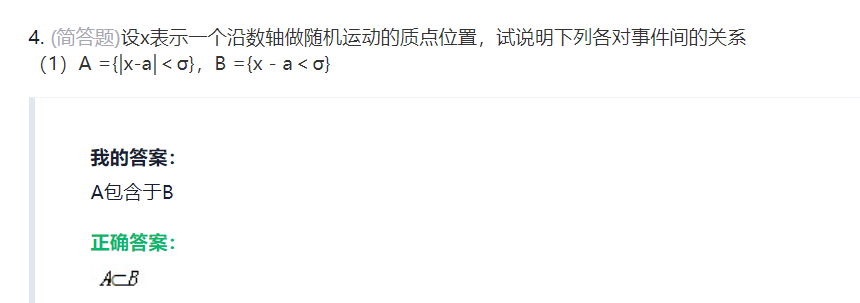 4. (简答题)设x表示一个沿数轴做随机运动的质点位置，试说明下列各对事件间的关系
（1）A ={|x-a| < σ}，B ={x - a < σ}
我的答案：
A包含于B
正确答案：
A⊂B